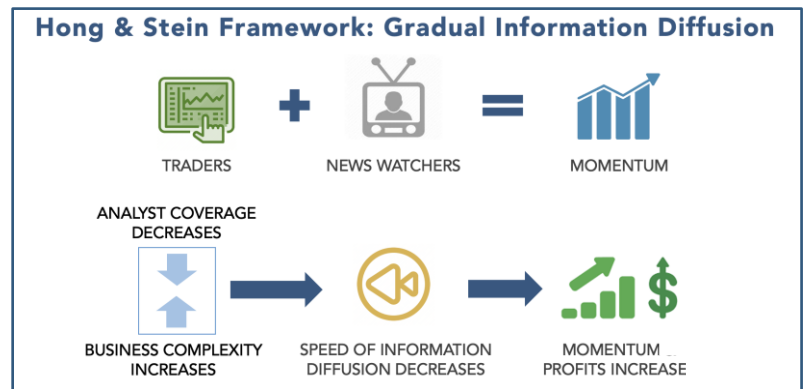 Hong & Stein Framework: Gradual Information Diffusion
TRADERS
NEWS WATCHERS
MOMENTUM
ANALYST COVERAGE
DECREASES
BUSINESS COMPLEXITY
INCREASES
SPEED OF INFORMATION
DIFFUSION DECREASES
MOMENTUM
PROFITS INCREASE